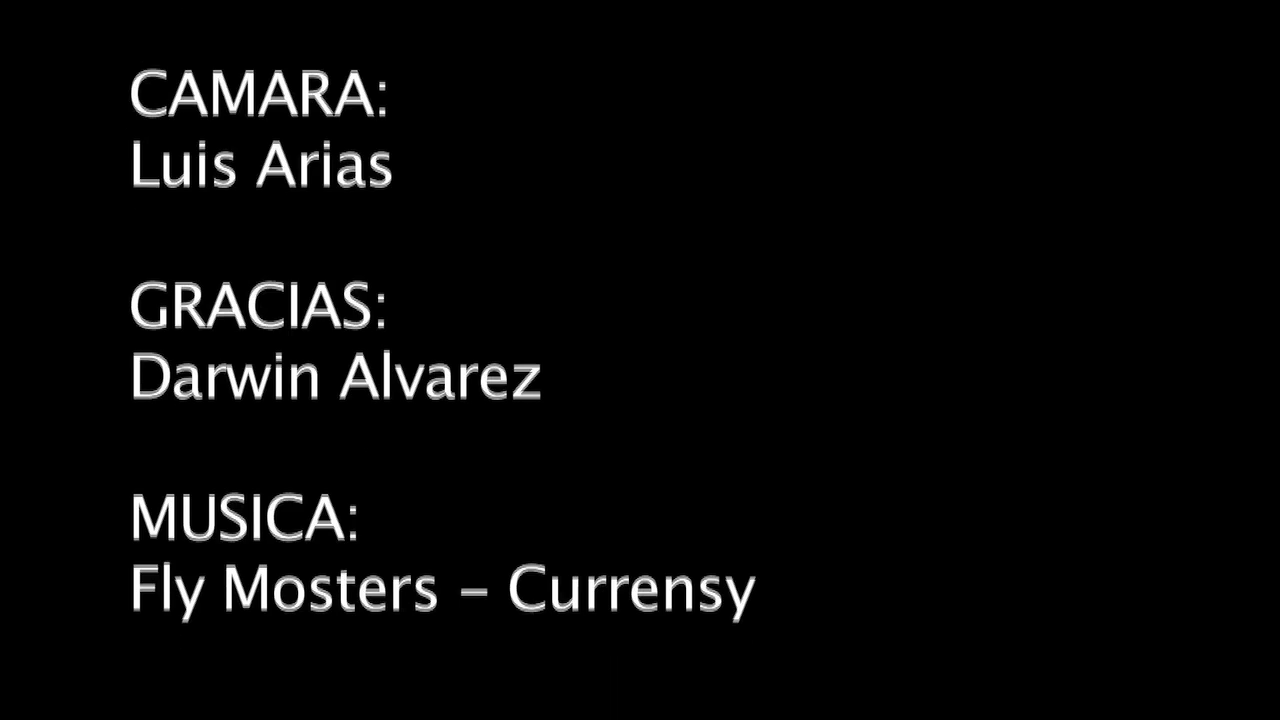 CAMARA:
Luis Arias
GRACIAS:
Darwin Alvarez
MUSICA:
Fly Mosters - Currensy